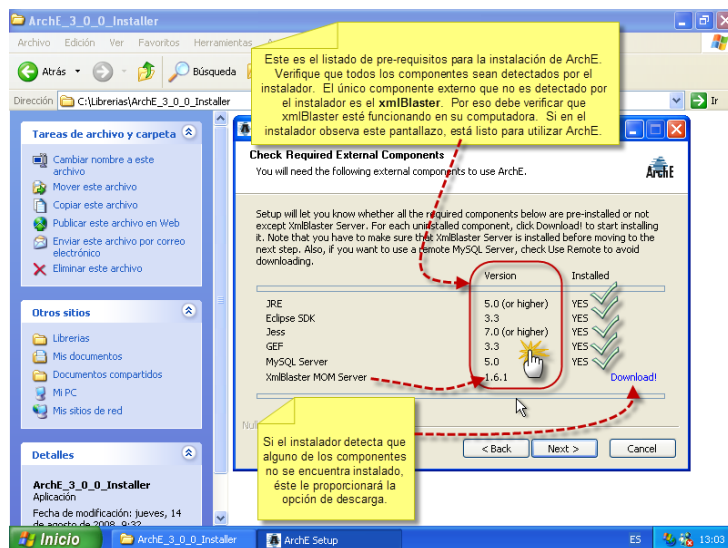 ArchE_3_0_0_Installer
Archivo Edición Ver Favoritos Herramientas
Atrás
Búsqueda
Dirección C:\Librerias\ArchE_3_0_0_Installer
Ir
Este es el listado de pre-requisitos para la instalación de ArchE.
Verifique que todos los componentes sean detectados por el
instalador. El único componente externo que no es detectado por
el instalador es el xmlBlaster. Por eso debe verificar que
xmlBlaster esté funcionando en su computadora. Si en el
instalador observa este pantallazo, está listo para utilizar ArchE.
Tareas de archivo y carpeta
Cambiar nombre a este
archivo
Mover este archivo
Copiar este archivo
Publicar este archivo en Web
Enviar este archivo por correo
electrónico
Eliminar este archivo
Otros sitios
Librerias
Mis documentos
Documentos compartidos
Mi PC
Mis sitios de red
Detalles
ArchE_3_0_0_Installer
Aplicación
Fecha de modificación: jueves, 14
de agosto de 2008, 9:32
Check Required External Components
You will need the following external components to use ArchE.
ArchE
Setup will let you know whether all the required components below are pre-installed or not
except XmlBlaster Server. For each uninstalled component, click Download! to start installing
it. Note that you have to make sure that XmlBlaster Server is installed before moving to the
next step. Also, if you want to use a remote MySQL Server, check Use Remote to avoid
downloading.
Version Installed
JRE 5.0 (or higher) YES
Eclipse SDK 3.3 YES
Jess 7.0 (or higher) YES
GEF 3.3 YES
MySQL Server 5.0 YES
XmlBlaster MOM Server 1.6.1 Download!
Si el instalador detecta que
alguno de los componentes
no se encuentra instalado,
éste le proporcionará la
opción de descarga.
< Back Next > Cancel
Inicio
ArchE_3_0_0_Installer
ArchE Setup
ES